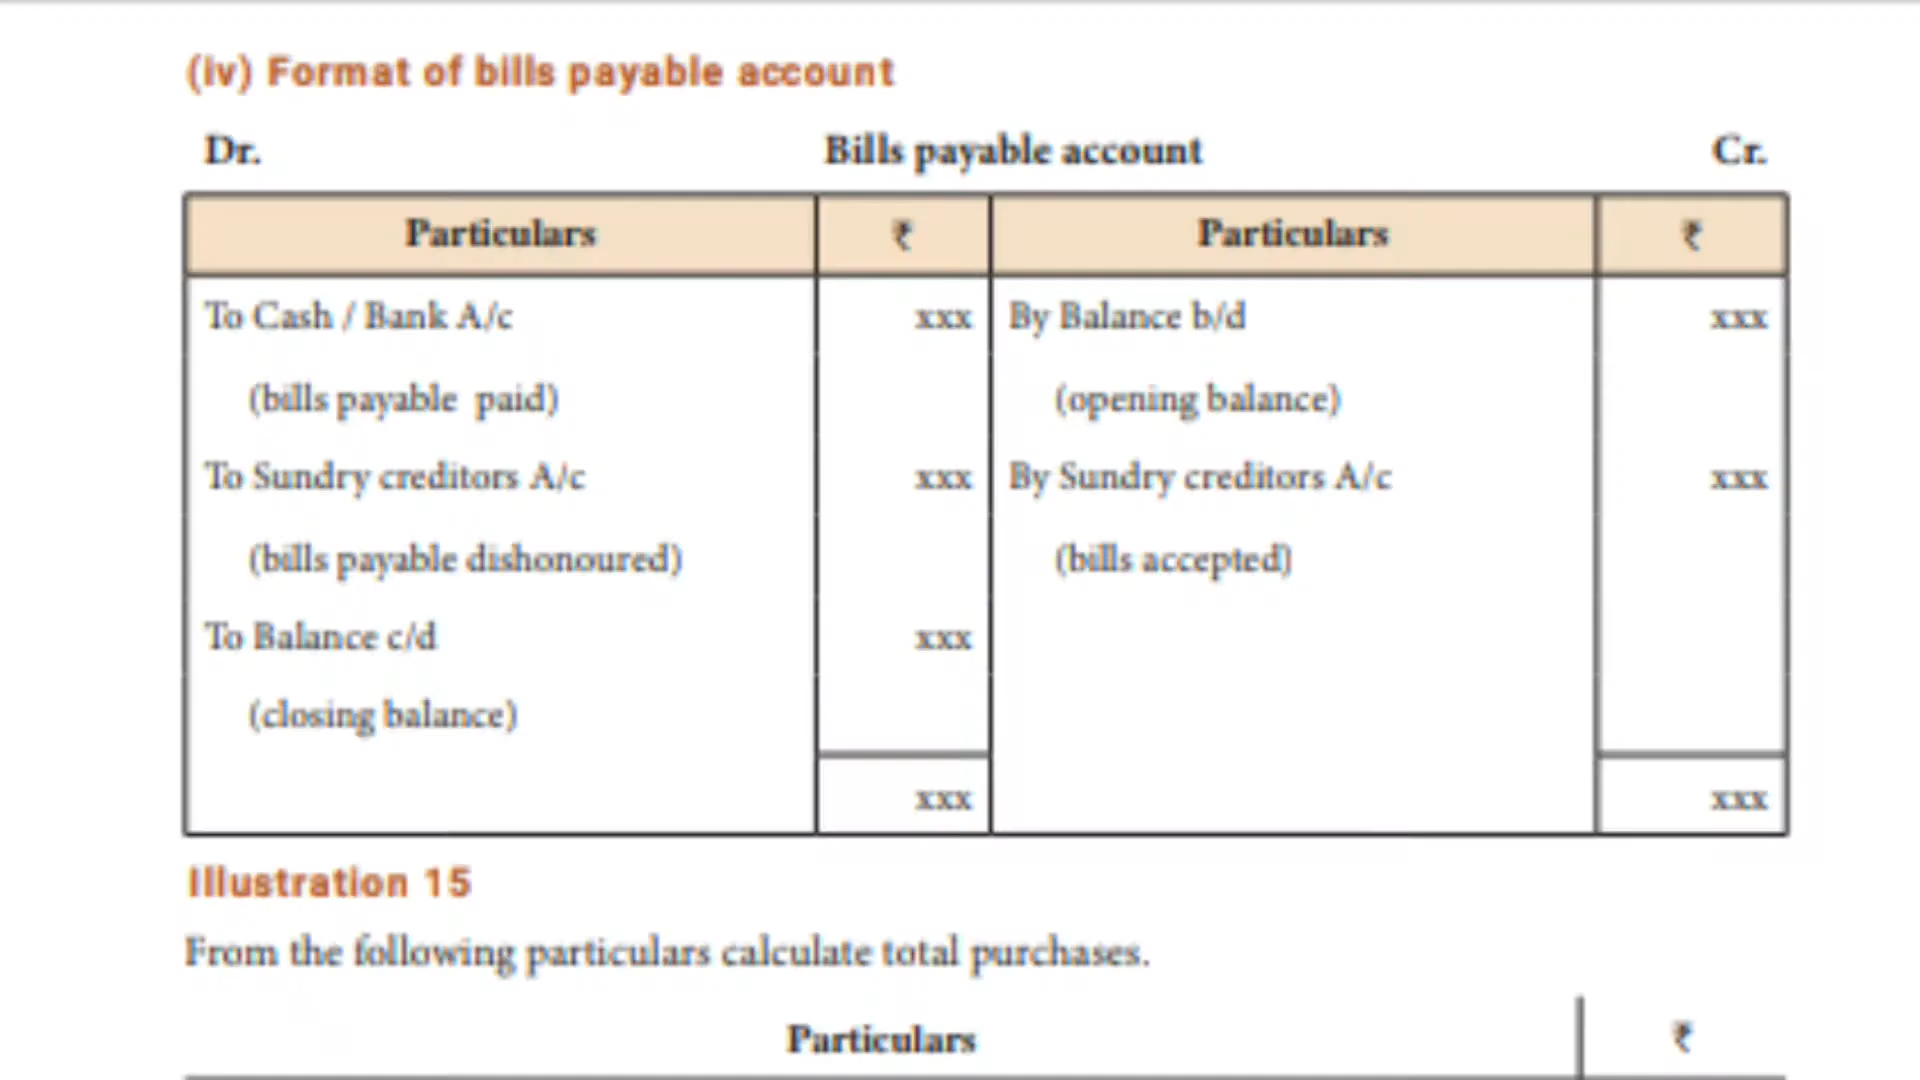 (iv) Format of bills payable account
Dr. Bills payable account Cr.
Particulars ₹ Particulars ₹
To Cash / Bank A/c xxx By Balance b/d xxx
(bills payable paid) (opening balance)
To Sundry creditors A/c xxx By Sundry creditors A/c xxx
(bills payable dishonoured) (bills accepted)
To Balance c/d xxx
(closing balance)
xxx xxx
Illustration 15
From the following particulars calculate total purchases.
Particulars ₹